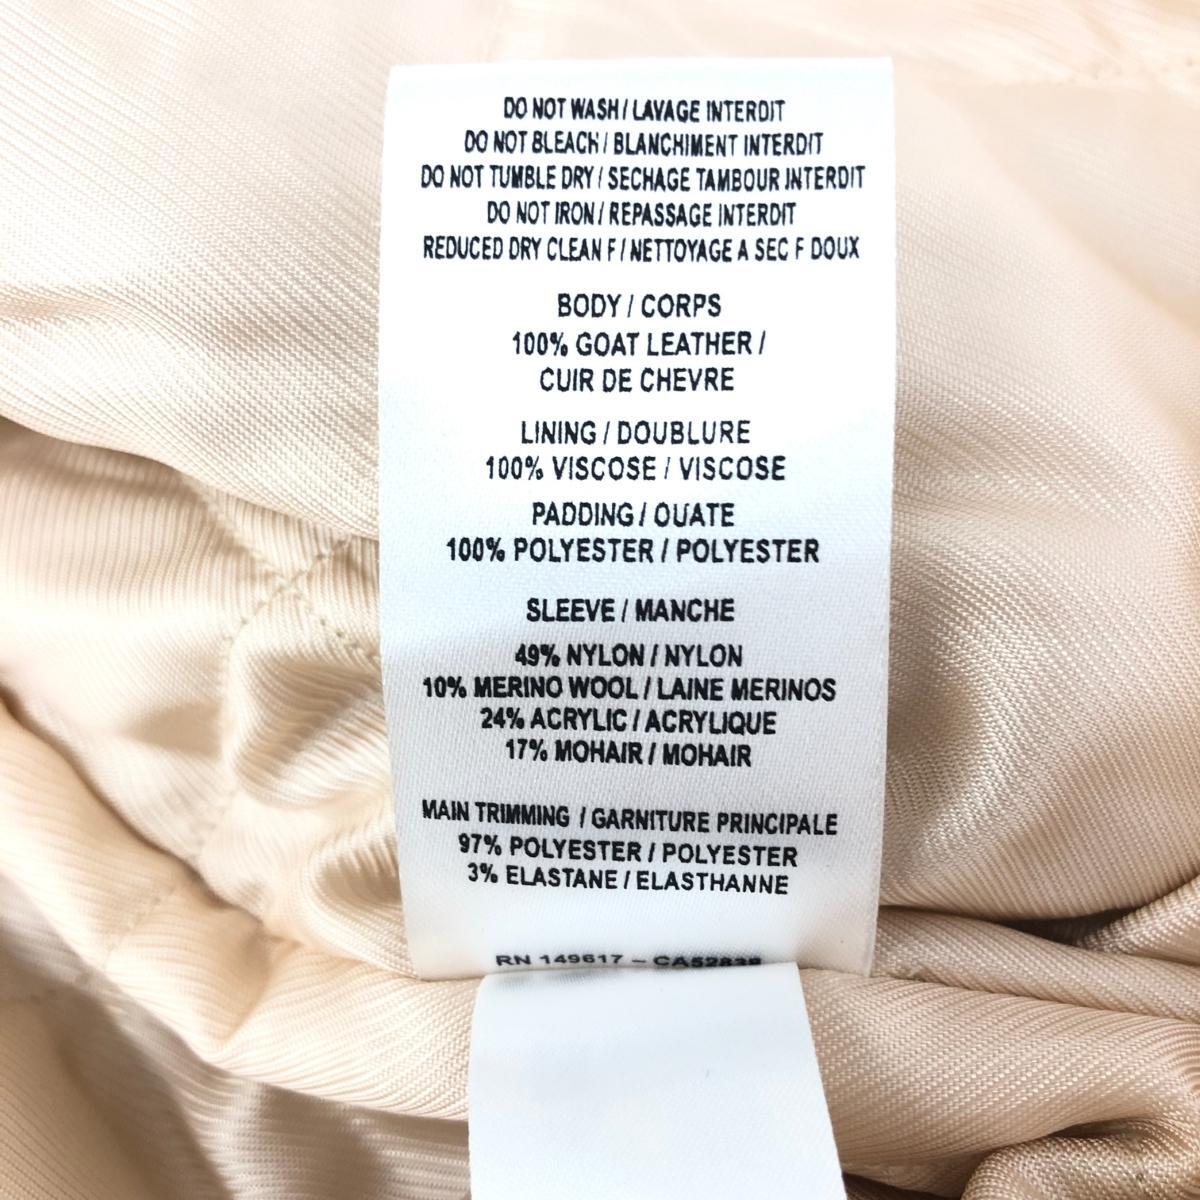 DO NOT WASH / LAVAGE INTERDIT
DO NOT BLEACH / BLANCHIMENT INTERDIT
DO NOT TUMBLE DRY / SECHAGE TAMBOUR INTERDIT
DO NOT IRON / REPASSAGE INTERDIT
REDUCED DRY CLEAN F / NETTOYAGE A SEC F DOUX
BODY / CORPS
100% GOAT LEATHER /
CUIR DE CHEVRE
LINING / DOUBLURE
100% VISCOSE / VISCOSE
PADDING / OUATE
100% POLYESTER / POLYESTER
SLEEVE / MANCHE
49% NYLON / NYLON
10% MERINO WOOL / LAINE MERINOS
24% ACRYLIC / ACRYLIQUE
17% MOHAIR / MOHAIR
MAIN TRIMMING / GARNITURE PRINCIPALE
97% POLYESTER / POLYESTER
3% ELASTANE / ELASTHANNE
RN 149617 -